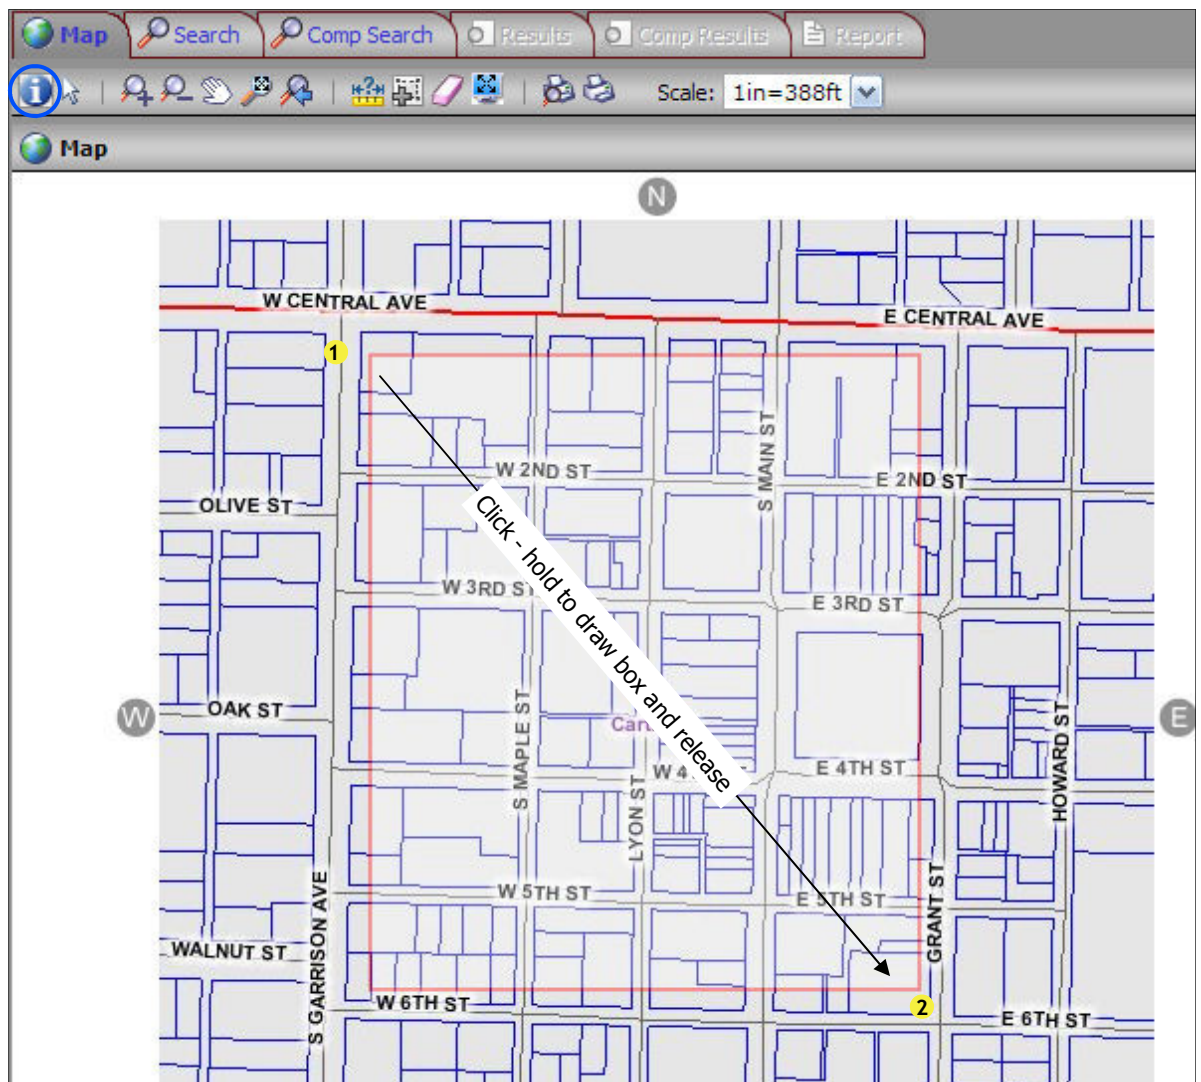 Map
Search
Comp Search
Results
Comp Results
Report
Scale: 1in=388ft
Map
N
W CENTRAL AVE
E CENTRAL AVE
1
S MAIN ST
W 2ND ST
E 2ND ST
OLIVE ST
Click - hold to draw box and release
W 3RD ST
E 3RD ST
W
OAK ST
S MAPLE ST
E
HOWARD ST
W 4
E 4TH ST
LYON ST
W 5TH ST
E 5TH ST
S GARRISON AVE
GRANT ST
WALNUT ST
W 6TH ST
2
E 6TH ST